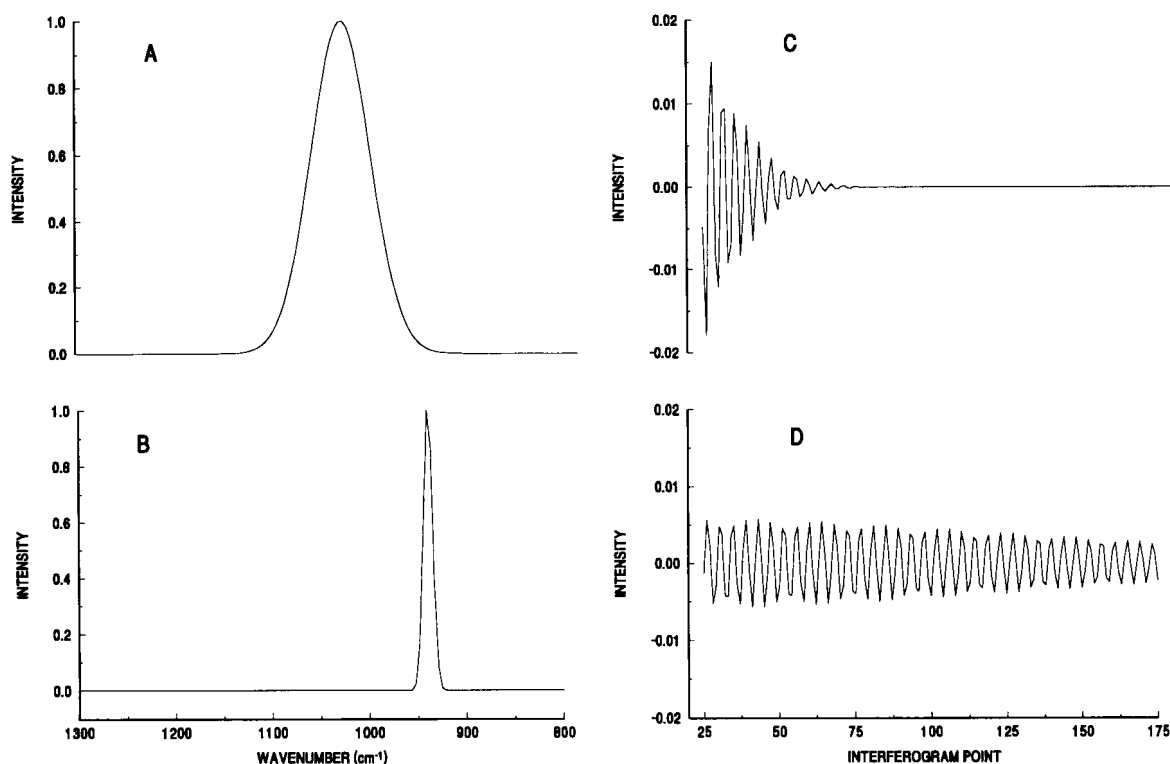 A
INTENSITY
1.0
0.8
0.6
0.4
0.2
0.0
B
INTENSITY
1.0
0.8
0.6
0.4
0.2
0.0
1300 1200 1100 1000 900 800
WAVENUMBER (cm-1)
C
INTENSITY
0.02
0.01
0.00
-0.01
-0.02
D
INTENSITY
0.02
0.01
0.00
-0.01
-0.02
25 50 75 100 125 150 175
INTERFEROGRAM POINT